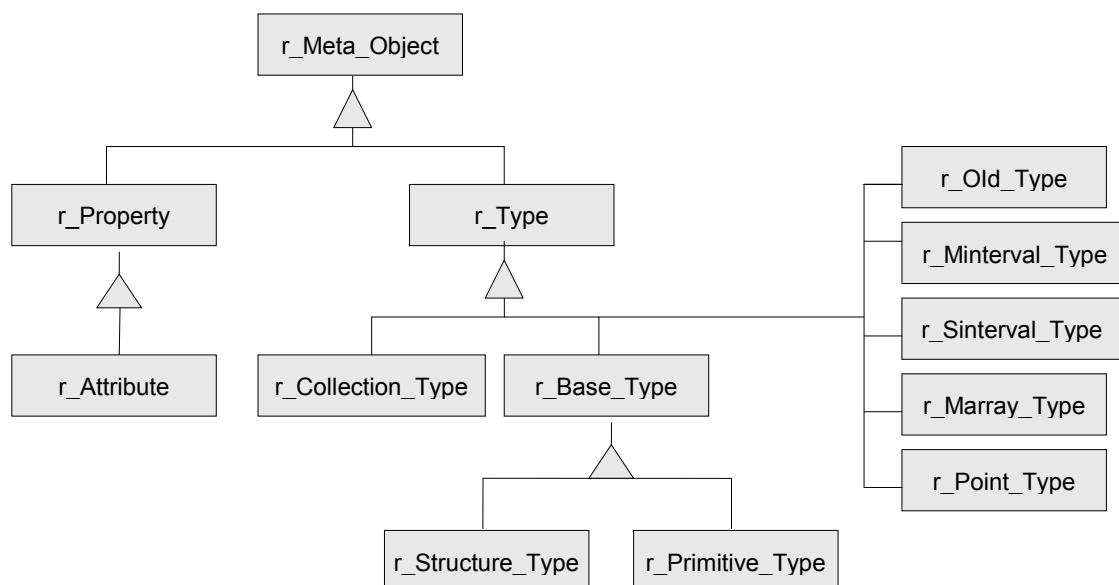 r_Meta_Object
r_Property
r_Type
r_OId_Type
r_Minterval_Type
r_Sinterval_Type
r_Attribute
r_Collection_Type
r_Base_Type
r_Marray_Type
r_Point_Type
r_Structure_Type
r_Primitive_Type